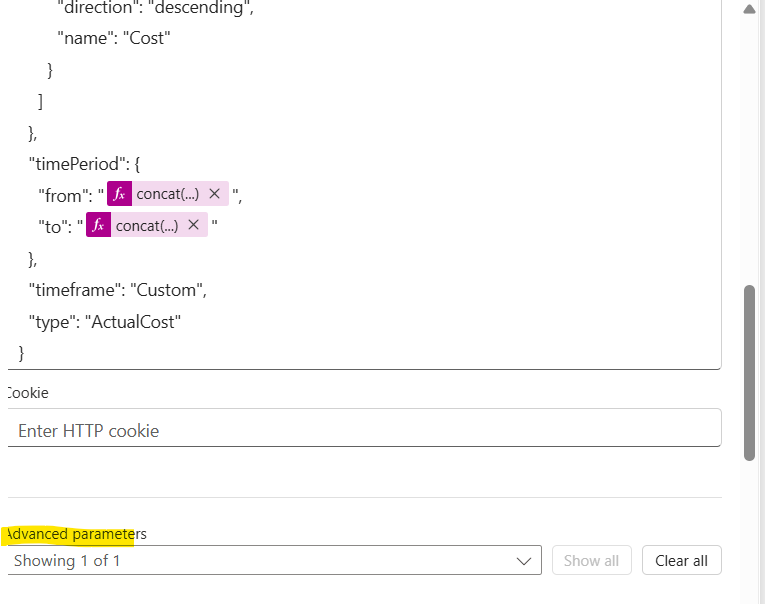 "direction": "descending",
"name": "Cost"
}
]
},
"timePeriod": {
"from": " fx concat(...) × ",
"to": " fx concat(...) × "
},
"timeframe": "Custom",
"type": "ActualCost"
}
Cookie
Enter HTTP cookie
Advanced parameters
Showing 1 of 1
Show all
Clear all